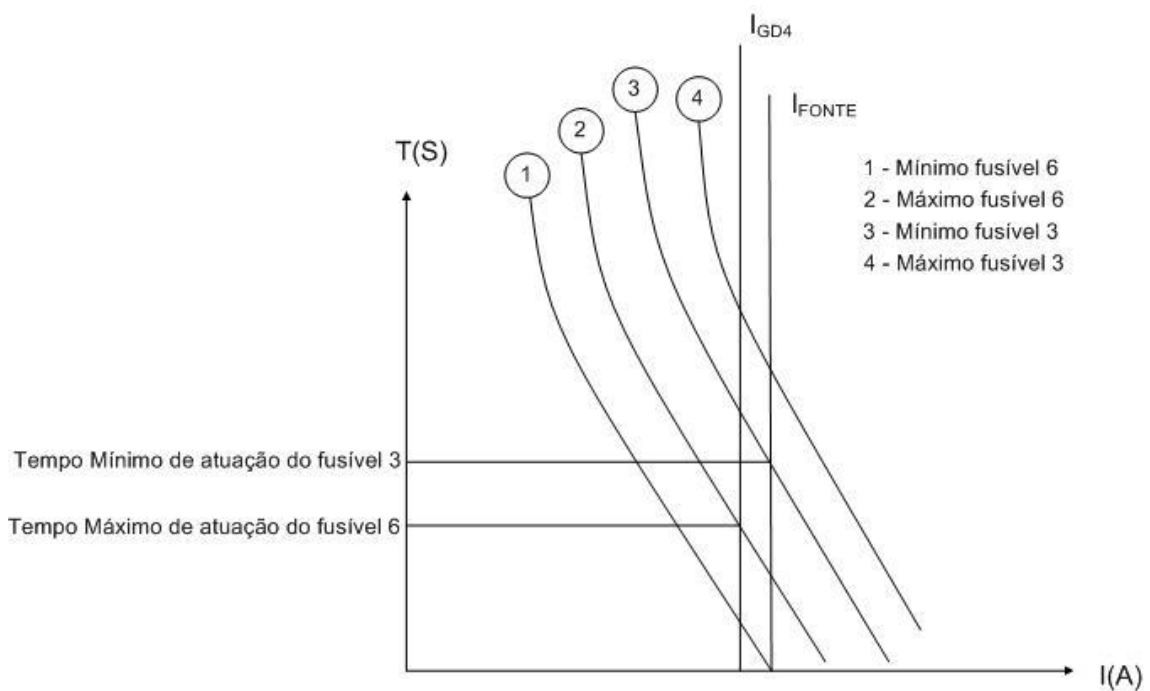 I_GD4
I_FONTE
T(S)
1
2
3
4
1 - Mínimo fusível 6
2 - Máximo fusível 6
3 - Mínimo fusível 3
4 - Máximo fusível 3
Tempo Mínimo de atuação do fusível 3
Tempo Máximo de atuação do fusível 6
I(A)